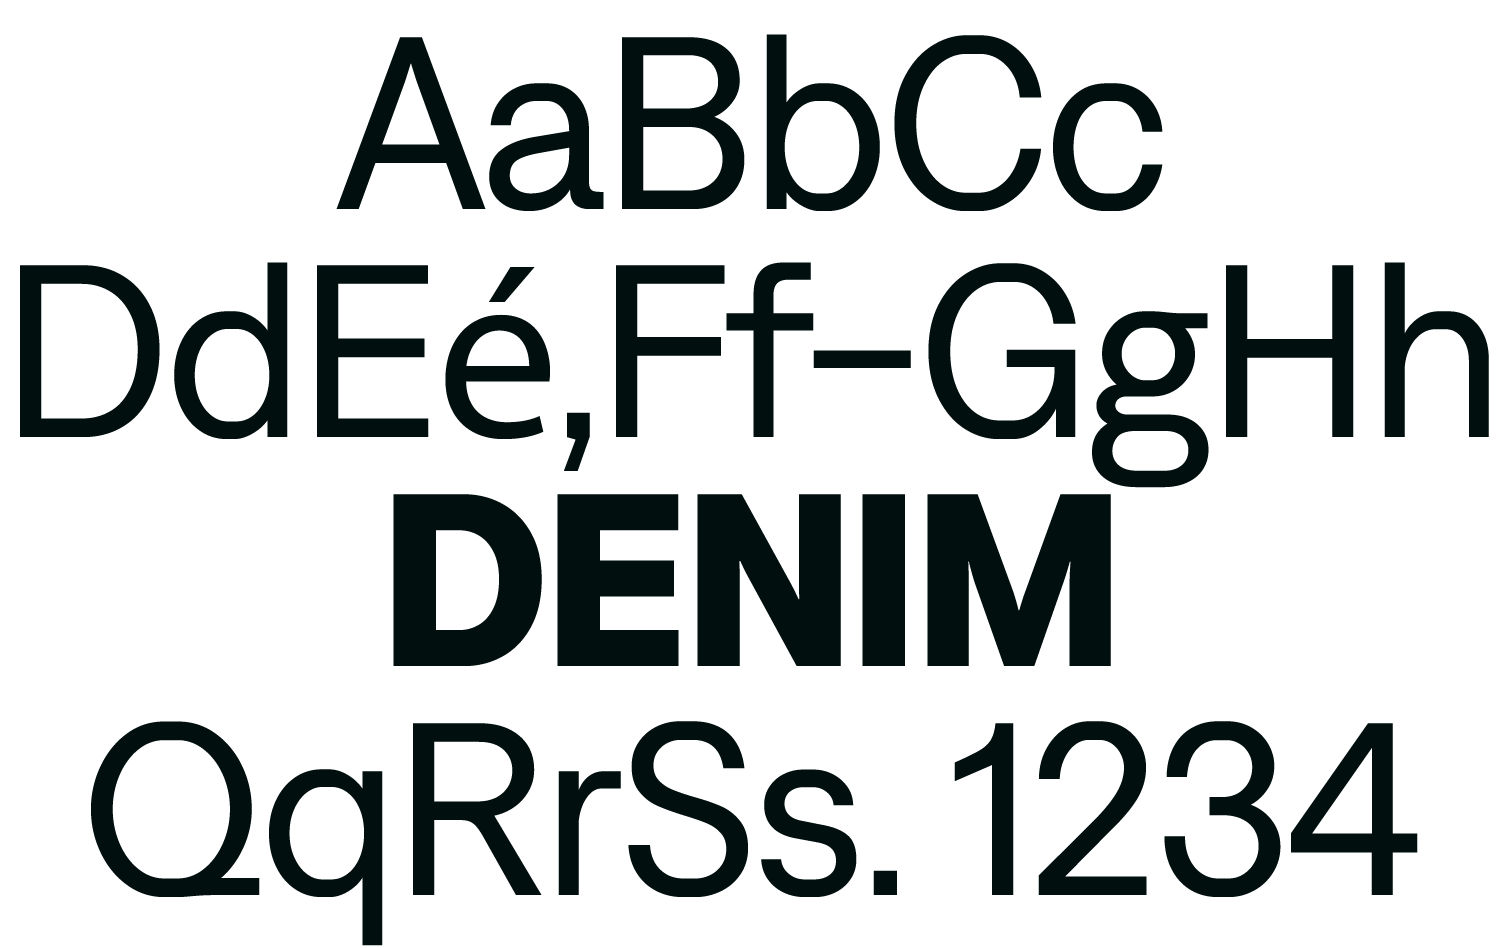 AaBbCc
DdEé,Ff–GgHh
DENIM
QqRrSs. 1234